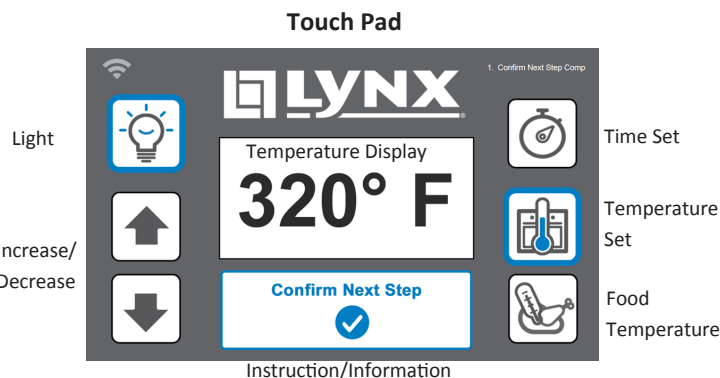 Touch Pad
1. Confirm Next Step Comp
LYNX
Light
Time Set
Temperature Display
320° F
Temperature
Set
ncrease/
Decrease
Confirm Next Step
Food
Temperature
Instruction/Information